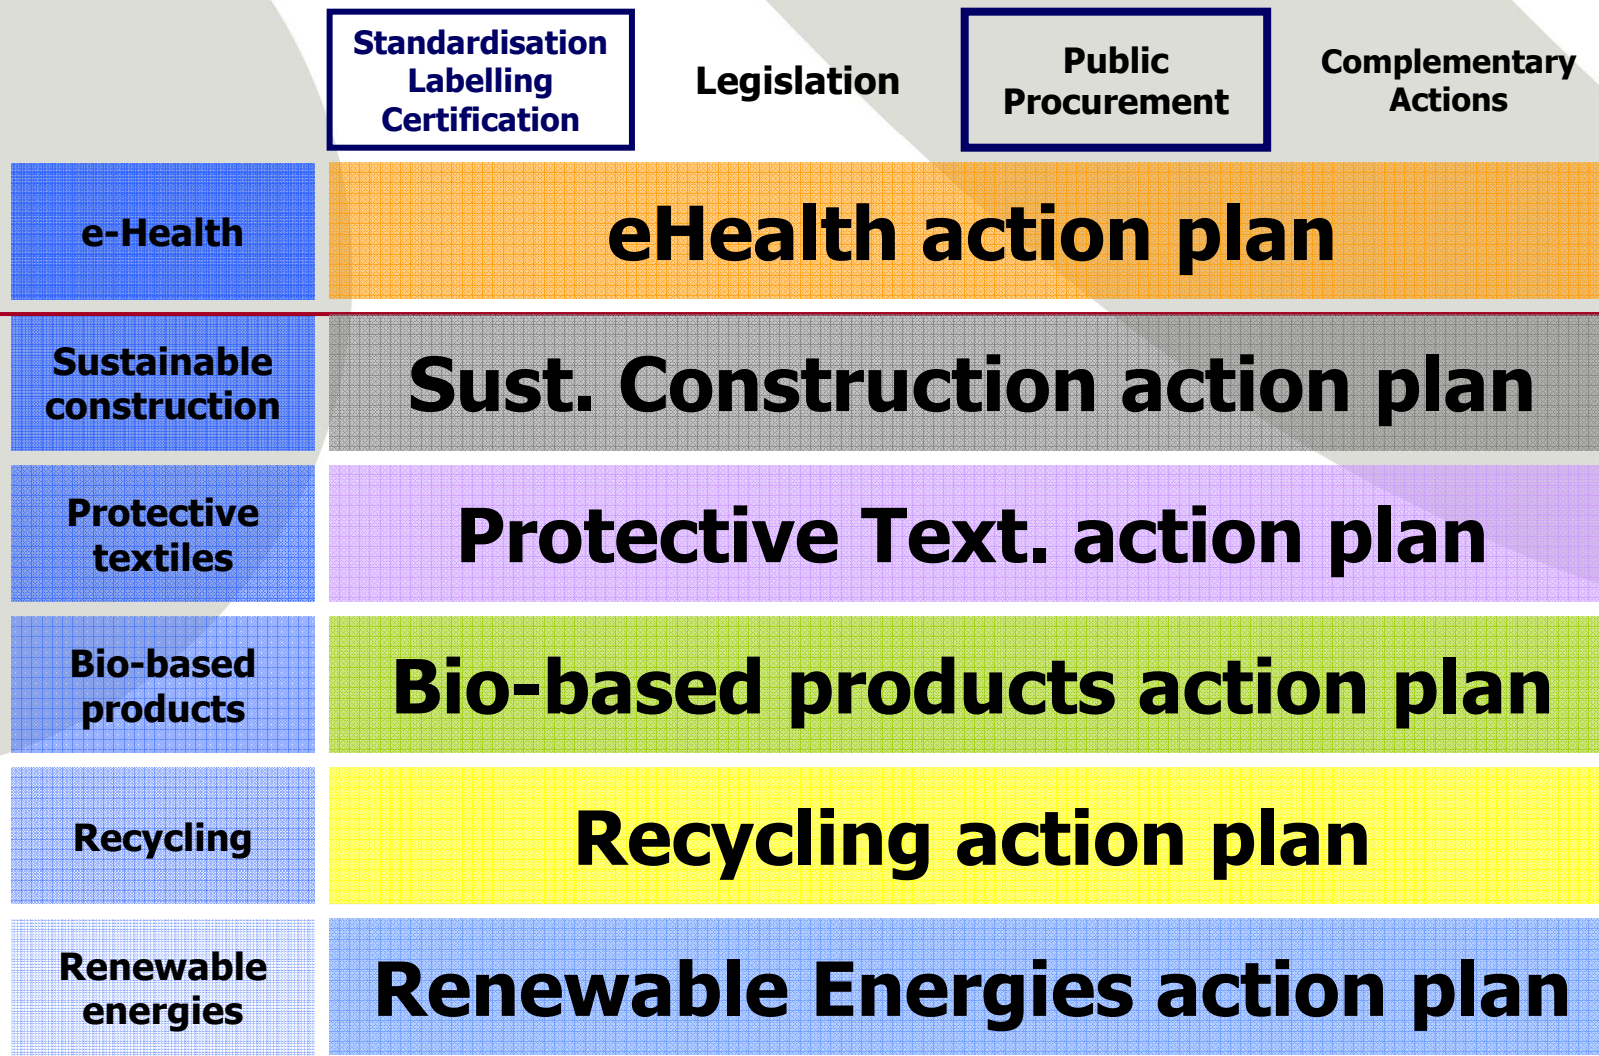 Standardisation
Labelling
Certification
Legislation
Public
Procurement
Complementary
Actions
e-Health
eHealth action plan
Sustainable
construction
Sust. Construction action plan
Protective
textiles
Protective Text. action plan
Bio-based
products
Bio-based products action plan
Recycling
Recycling action plan
Renewable
energies
Renewable Energies action plan